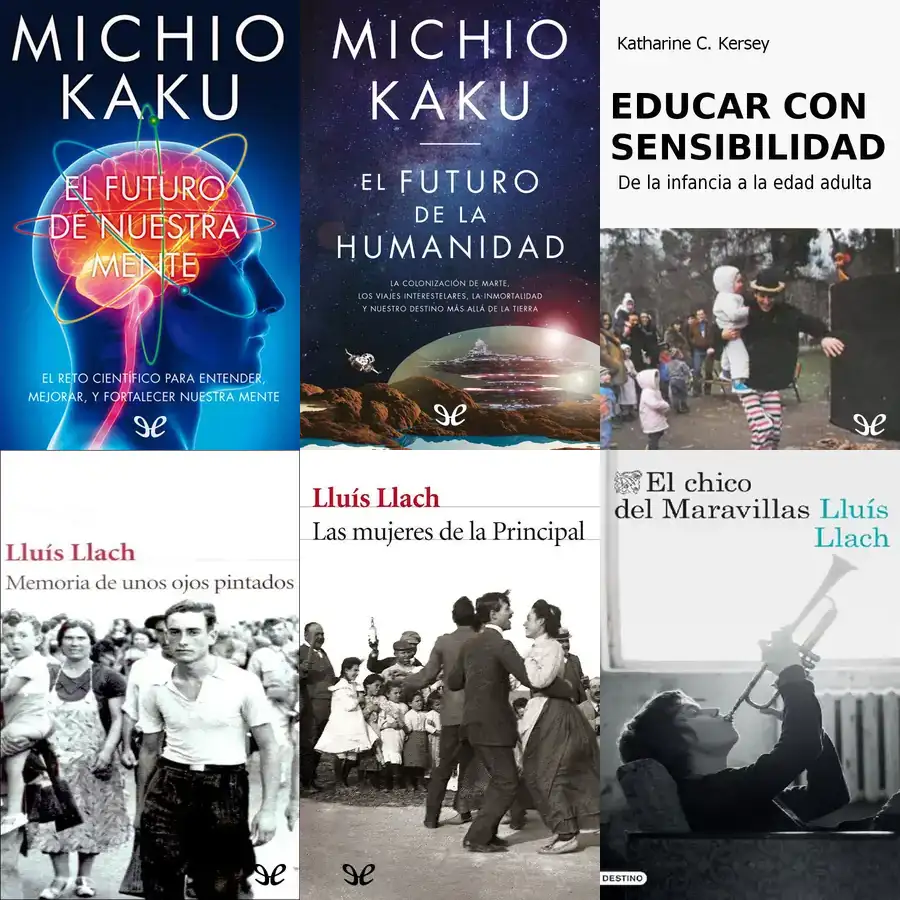 MICHIO
KAKU
EL FUTURO
DE NUESTRA
MENTE
EL RETO CIENTÍFICO PARA ENTENDER,
MEJORAR, Y FORTALECER NUESTRA MENTE
MICHIO
KAKU
EL FUTURO
DE LA
HUMANIDAD
LA COLONIZACIÓN DE MARTE,
LOS VIAJES INTERESTELARES, LA INMORTALIDAD
Y NUESTRO DESTINO MÁS ALLÁ DE LA TIERRA
Katharine C. Kersey
EDUCAR CON
SENSIBILIDAD
De la infancia a la edad adulta
Lluís Llach
Memoria de unos ojos pintados
Lluís Llach
Las mujeres de la Principal
El chico
del Maravillas Lluís
Llach
DESTINO